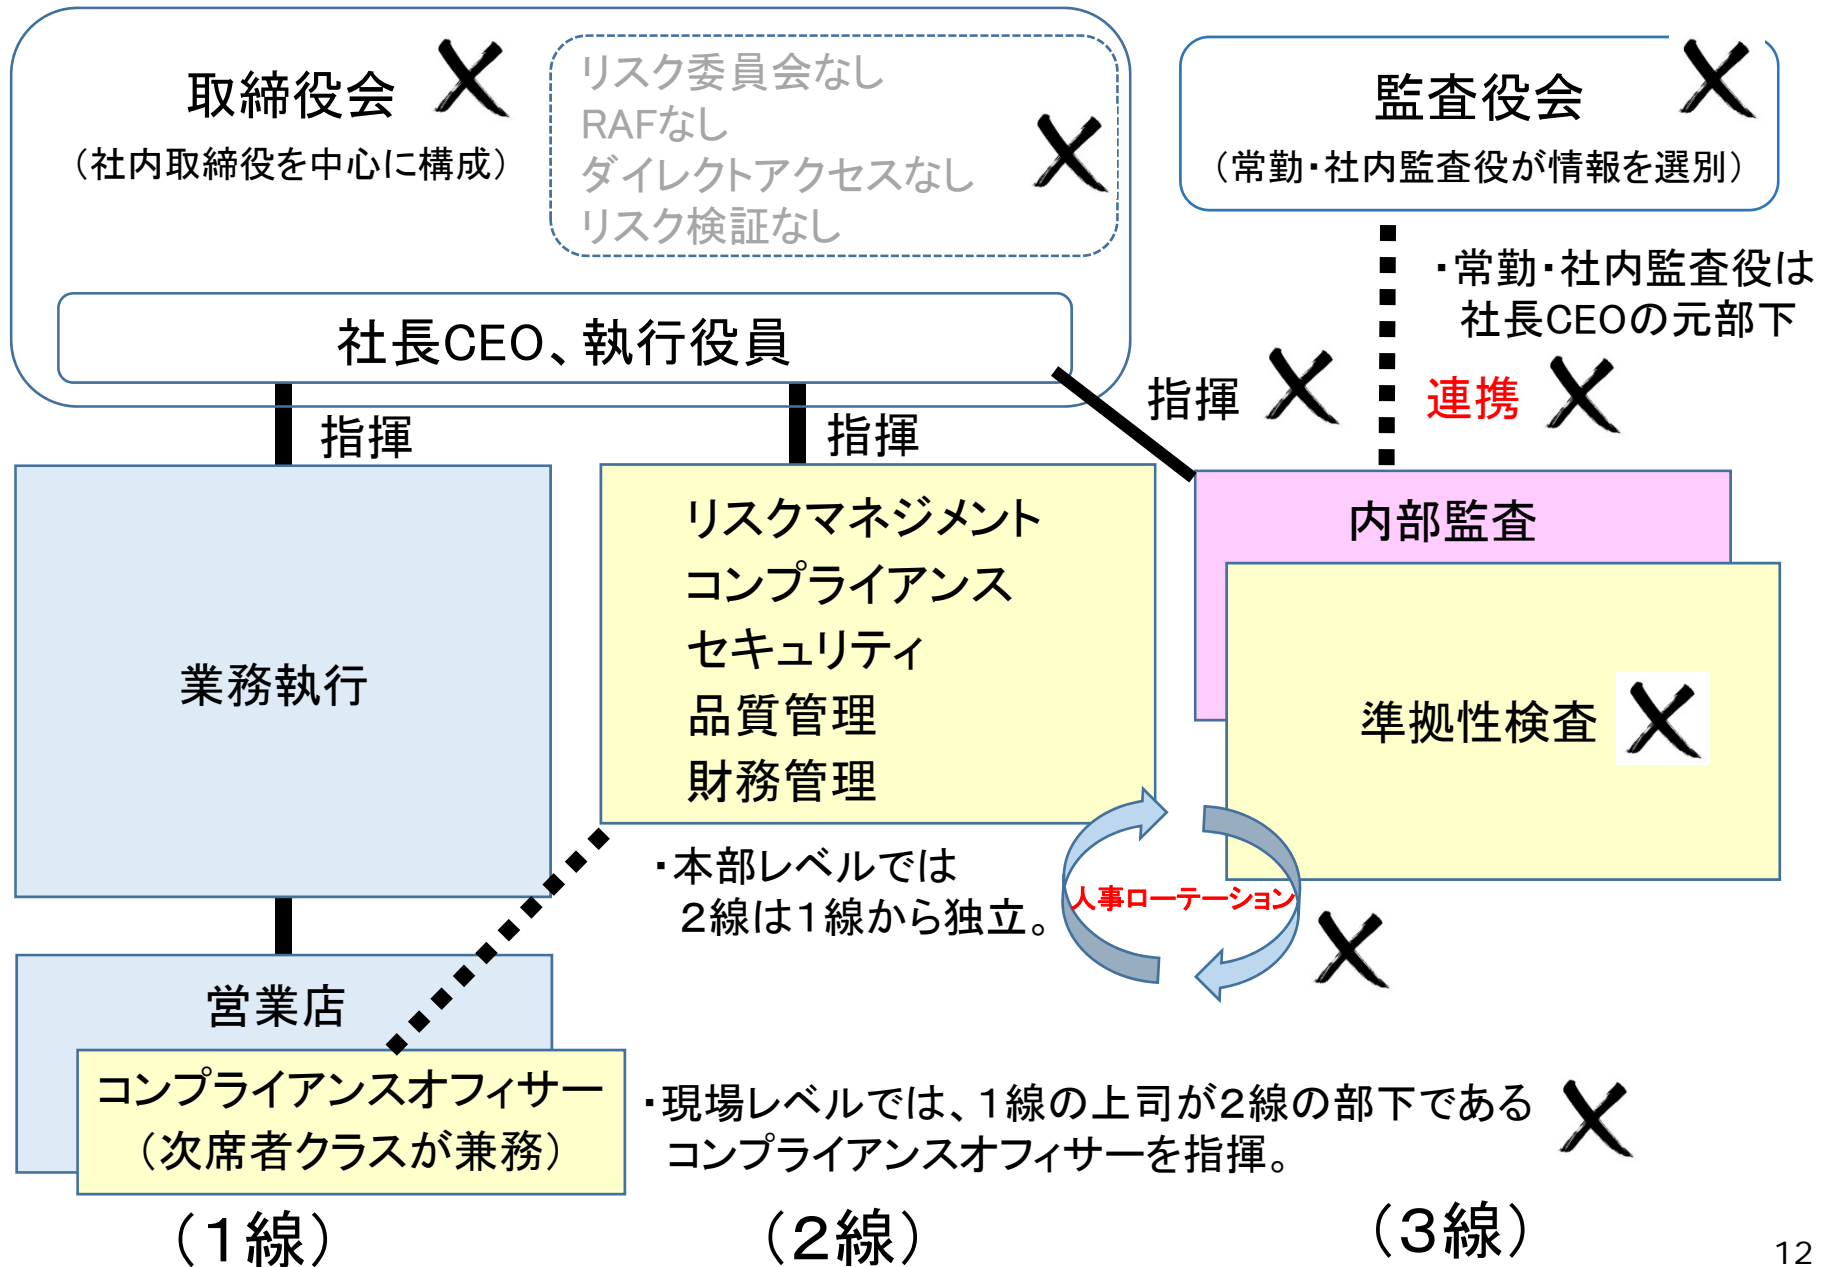 取締役会
（社内取締役を中心に構成）
リスク委員会なし
RAFなし
ダイレクトアクセスなし
リスク検証なし
監査役会
（常勤・社内監査役が情報を選別）
・常勤・社内監査役は
社長CEOの元部下
社長CEO、執行役員
指揮
指揮
指揮
連携
業務執行
リスクマネジメント
コンプライアンス
セキュリティ
品質管理
財務管理
内部監査
準拠性検査
・本部レベルでは
２線は１線から独立。
人事ローテーション
営業店
コンプライアンスオフィサー
（次席者クラスが兼務）
・現場レベルでは、１線の上司が２線の部下である
コンプライアンスオフィサーを指揮。
（１線）
（２線）
（３線）
12